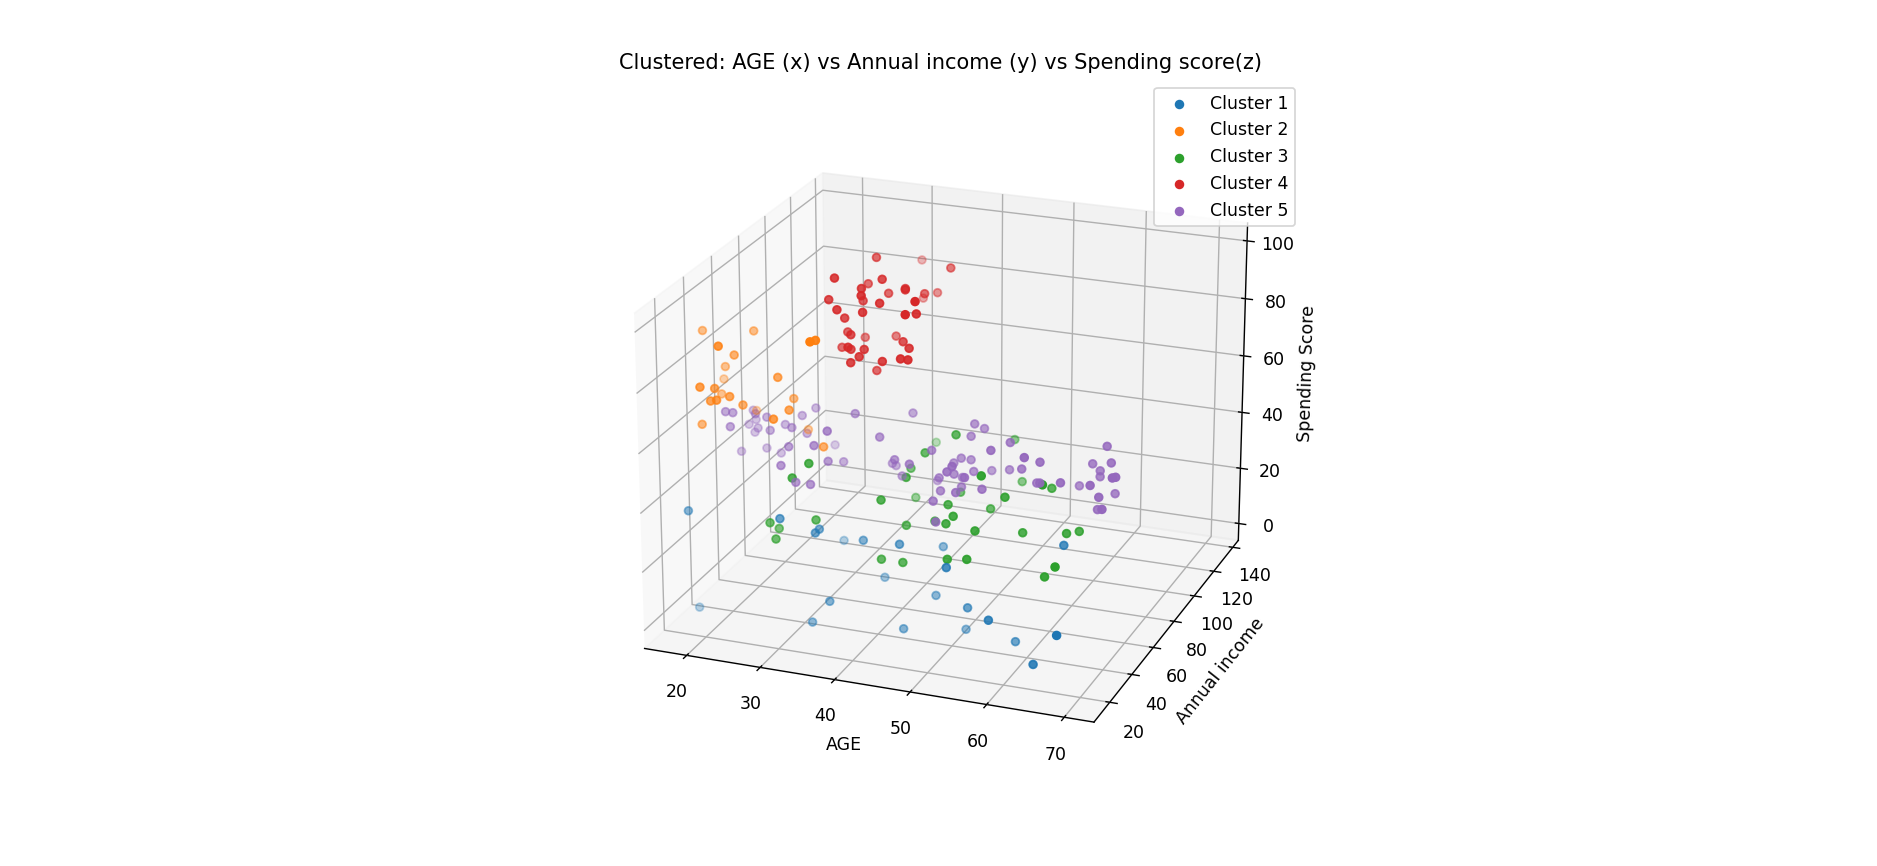 Clustered: AGE (x) vs Annual income (y) vs Spending score(z)
Cluster 1
Cluster 2
Cluster 3
Cluster 4
Cluster 5
100
80
60
40
20
0
Spending Score
140
120
100
80
60
40
20
Annual income
20
30
40
50
60
70
AGE